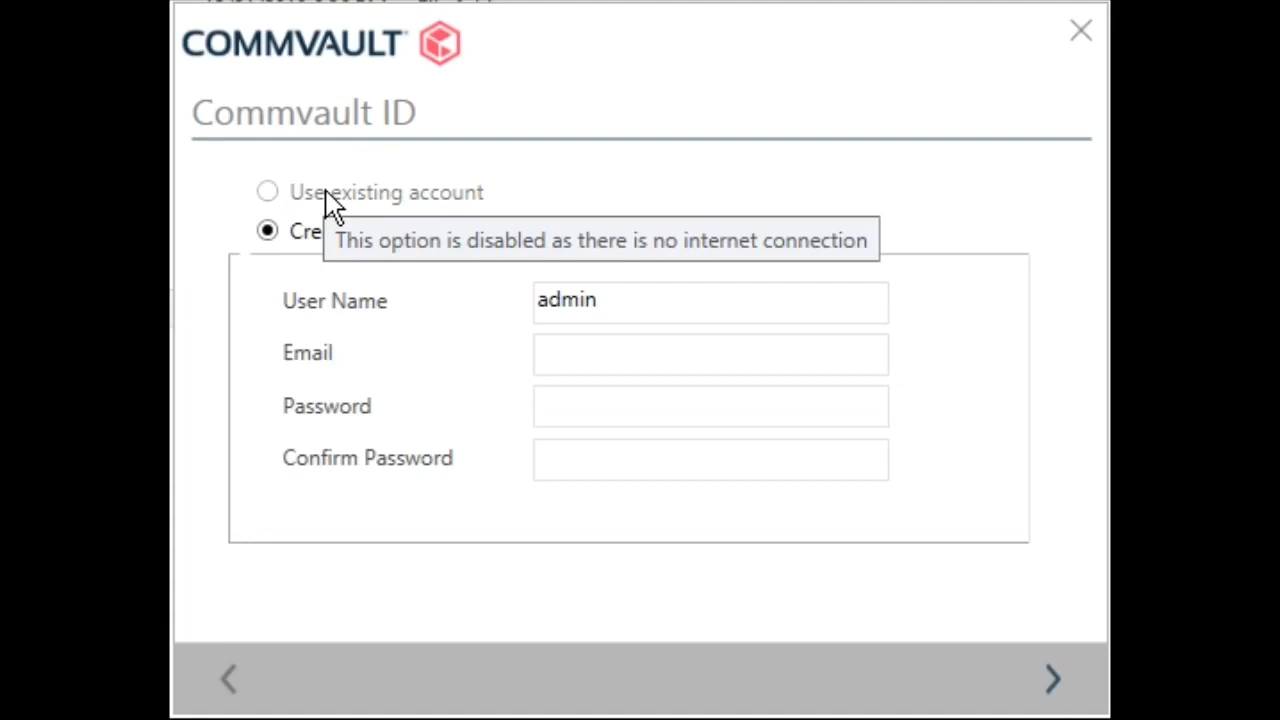 COMMVAULT
Commvault ID
Use existing account
Cre
This option is disabled as there is no internet connection
User Name
admin
Email
Password
Confirm Password